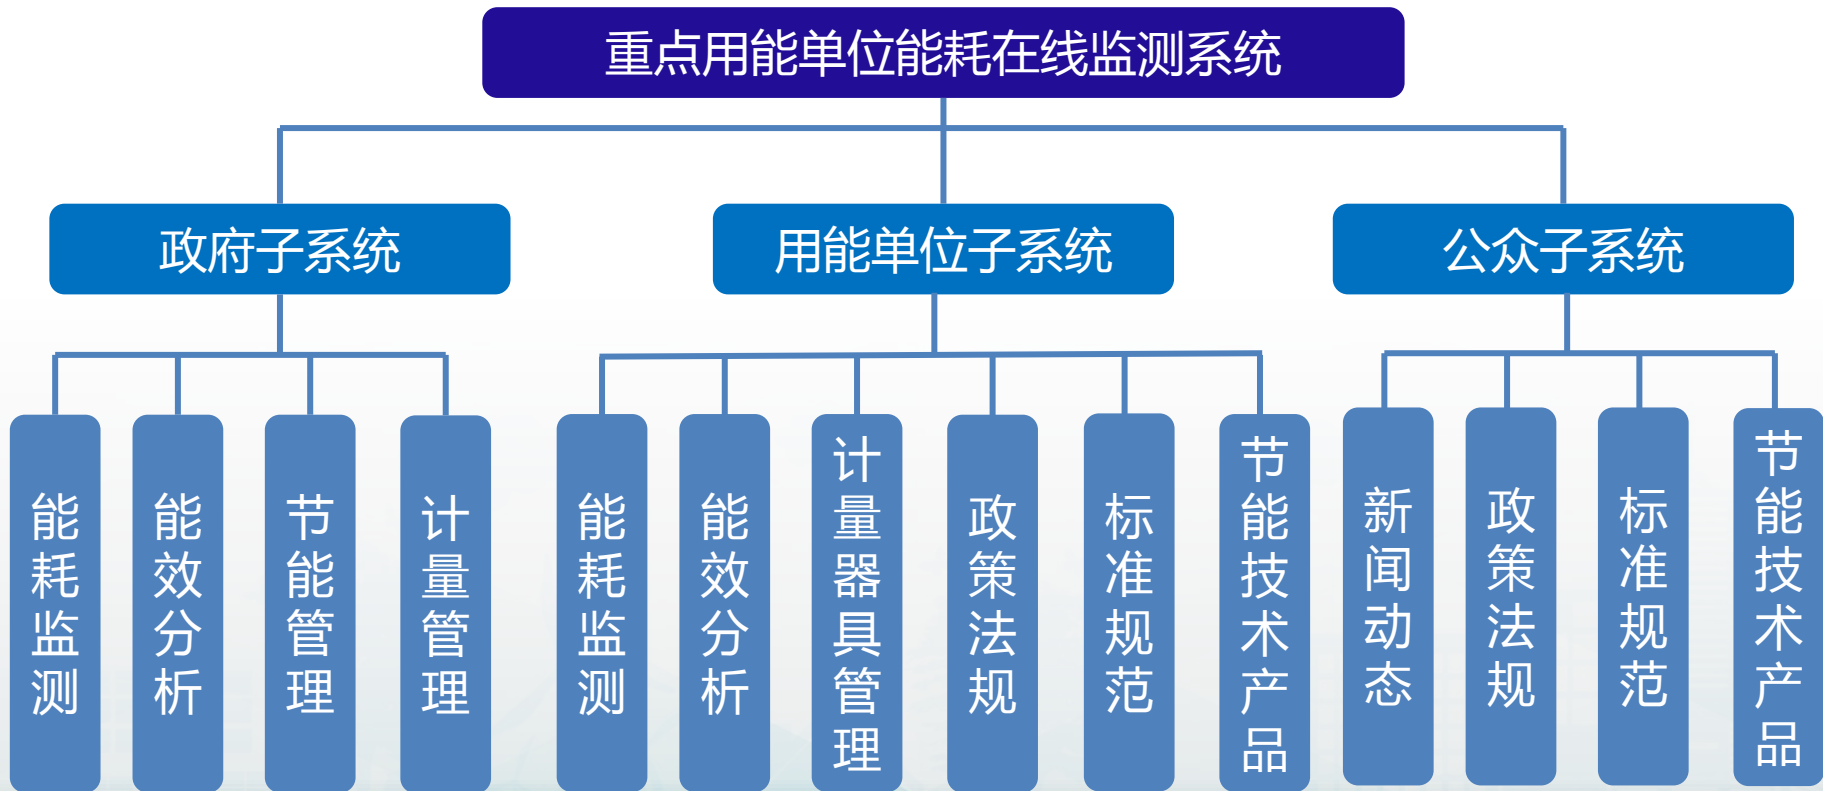 重点用能单位能耗在线监测系统
政府子系统
用能单位子系统
公众子系统
能耗监测
能效分析
节能管理
计量管理
能耗监测
能效分析
计量器具管理
政策法规
标准规范
节能技术产品
新闻动态
政策法规
标准规范
节能技术产品